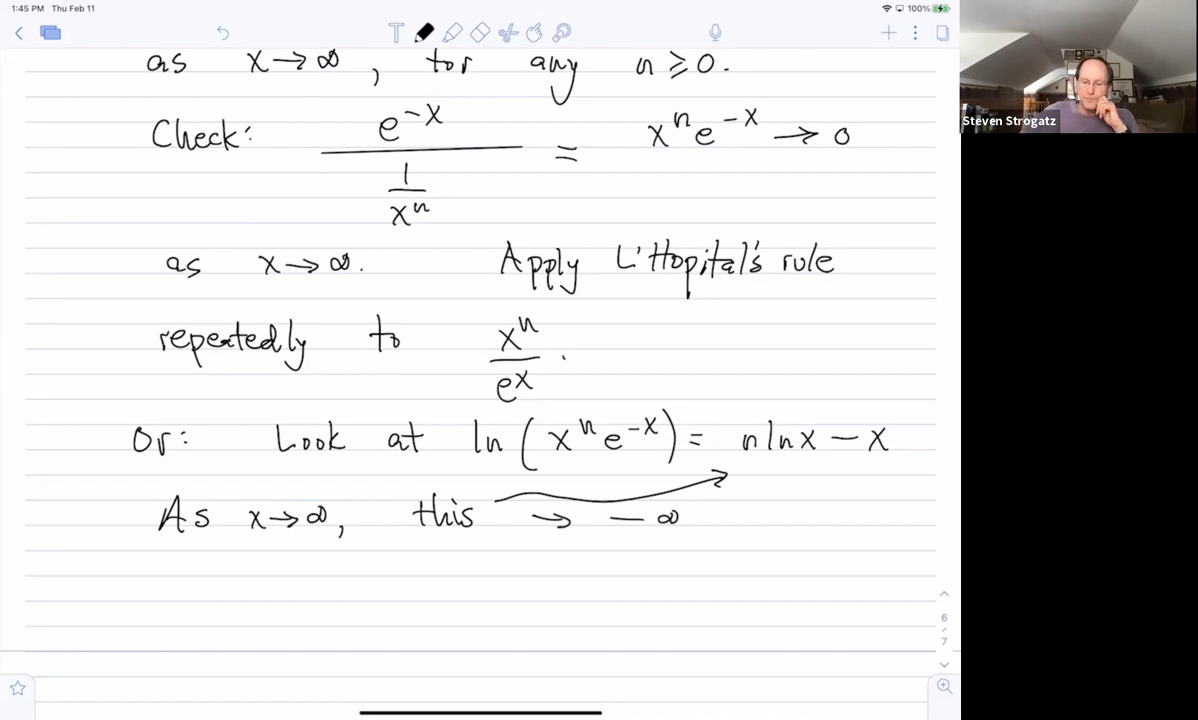 1:45 PM Thu Feb 11
100%
as x → ∞, for any n ⩾ 0.
Check: e^{-x} / (1/x^n) = x^n e^{-x} → 0
as x → ∞. Apply L'Hopital's rule
repeatedly to x^n / e^x.
Or: Look at ln(x^n e^{-x}) = n ln x − x
As x → ∞, this → − ∞
6 / 7
Steven Strogatz